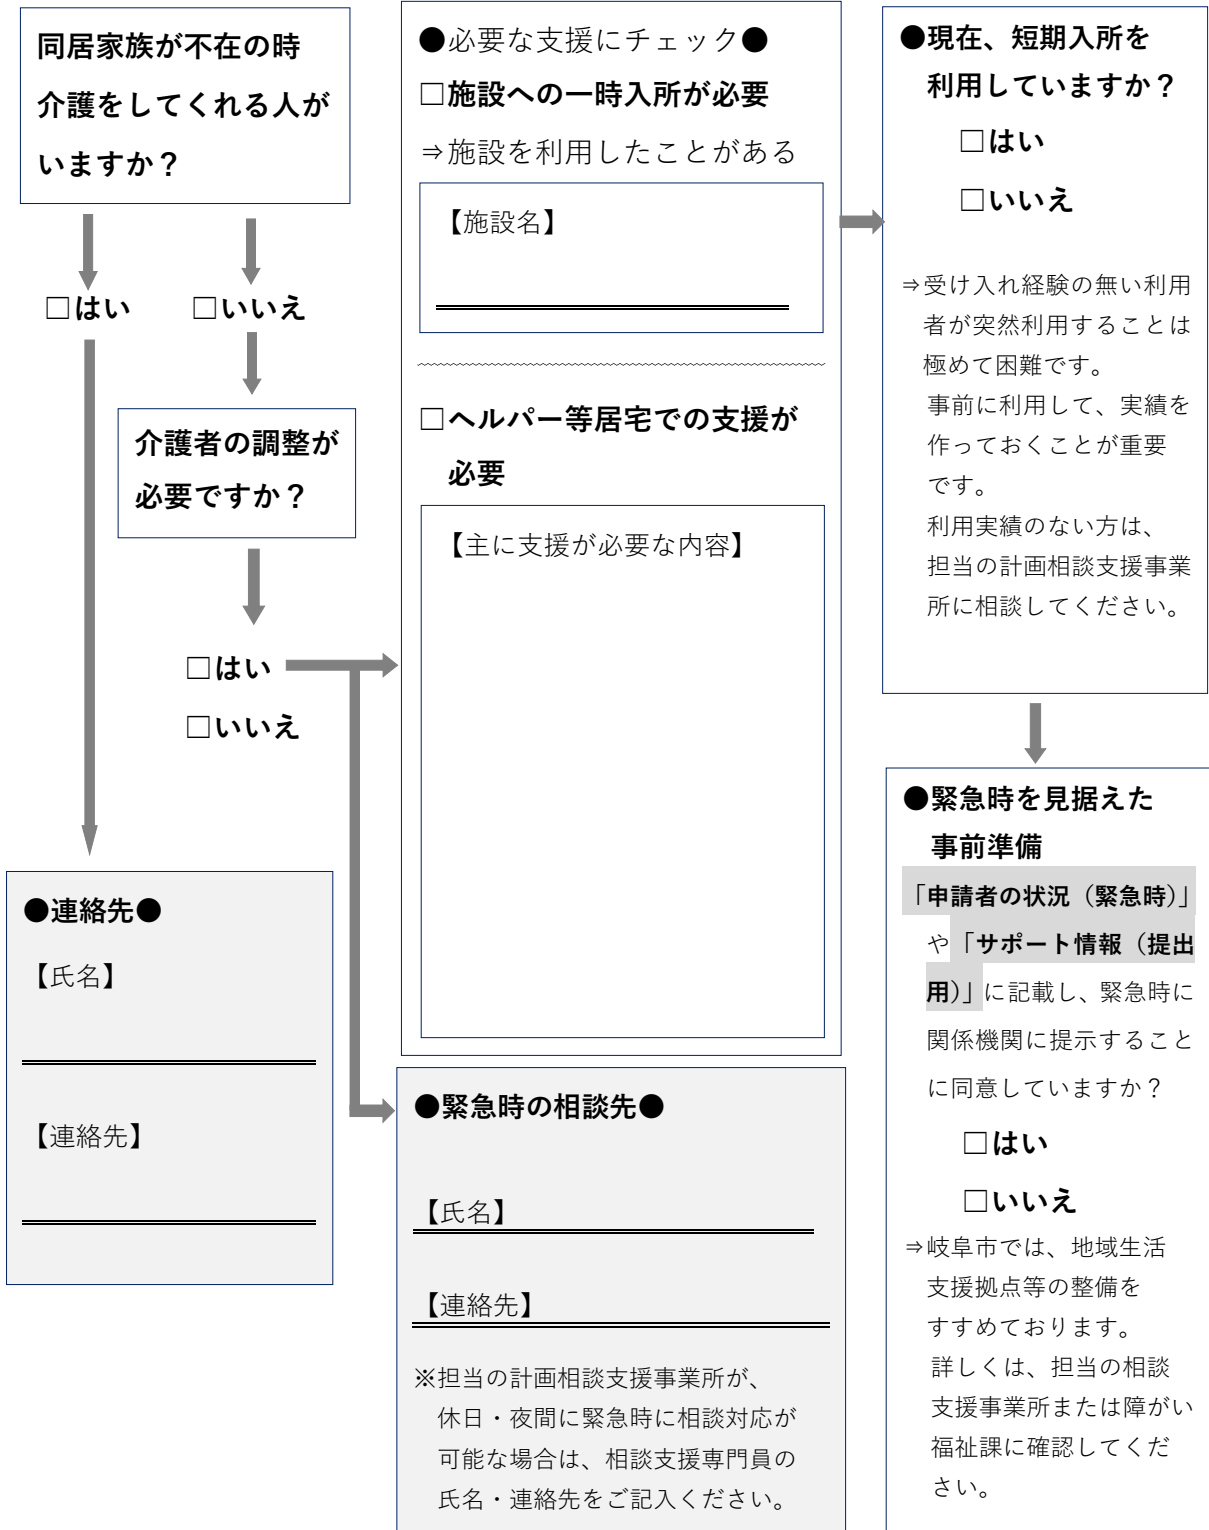 同居家族が不在の時
介護をしてくれる人が
いますか？
□はい
□いいえ
介護者の調整が
必要ですか？
□はい
□いいえ
●連絡先●
【氏名】
【連絡先】
●必要な支援にチェック●
□施設への一時入所が必要
⇒施設を利用したことがある
【施設名】
□ヘルパー等居宅での支援が
必要
【主に支援が必要な内容】
●緊急時の相談先●
【氏名】
【連絡先】
※担当の計画相談支援事業所が、
休日・夜間に緊急時に相談対応が
可能な場合は、相談支援専門員の
氏名・連絡先をご記入ください。
●現在、短期入所を
利用していますか？
□はい
□いいえ
⇒受け入れ経験の無い利用
者が突然利用することは
極めて困難です。
事前に利用して、実績を
作っておくことが重要
です。
利用実績のない方は、
担当の計画相談支援事業
所に相談してください。
●緊急時を見据えた
事前準備
「申請者の状況（緊急時）」
や「サポート情報（提出
用）」に記載し、緊急時に
関係機関に提示すること
に同意していますか？
□はい
□いいえ
⇒岐阜市では、地域生活
支援拠点等の整備を
すすめております。
詳しくは、担当の相談
支援事業所または障がい
福祉課に確認してくだ
さい。